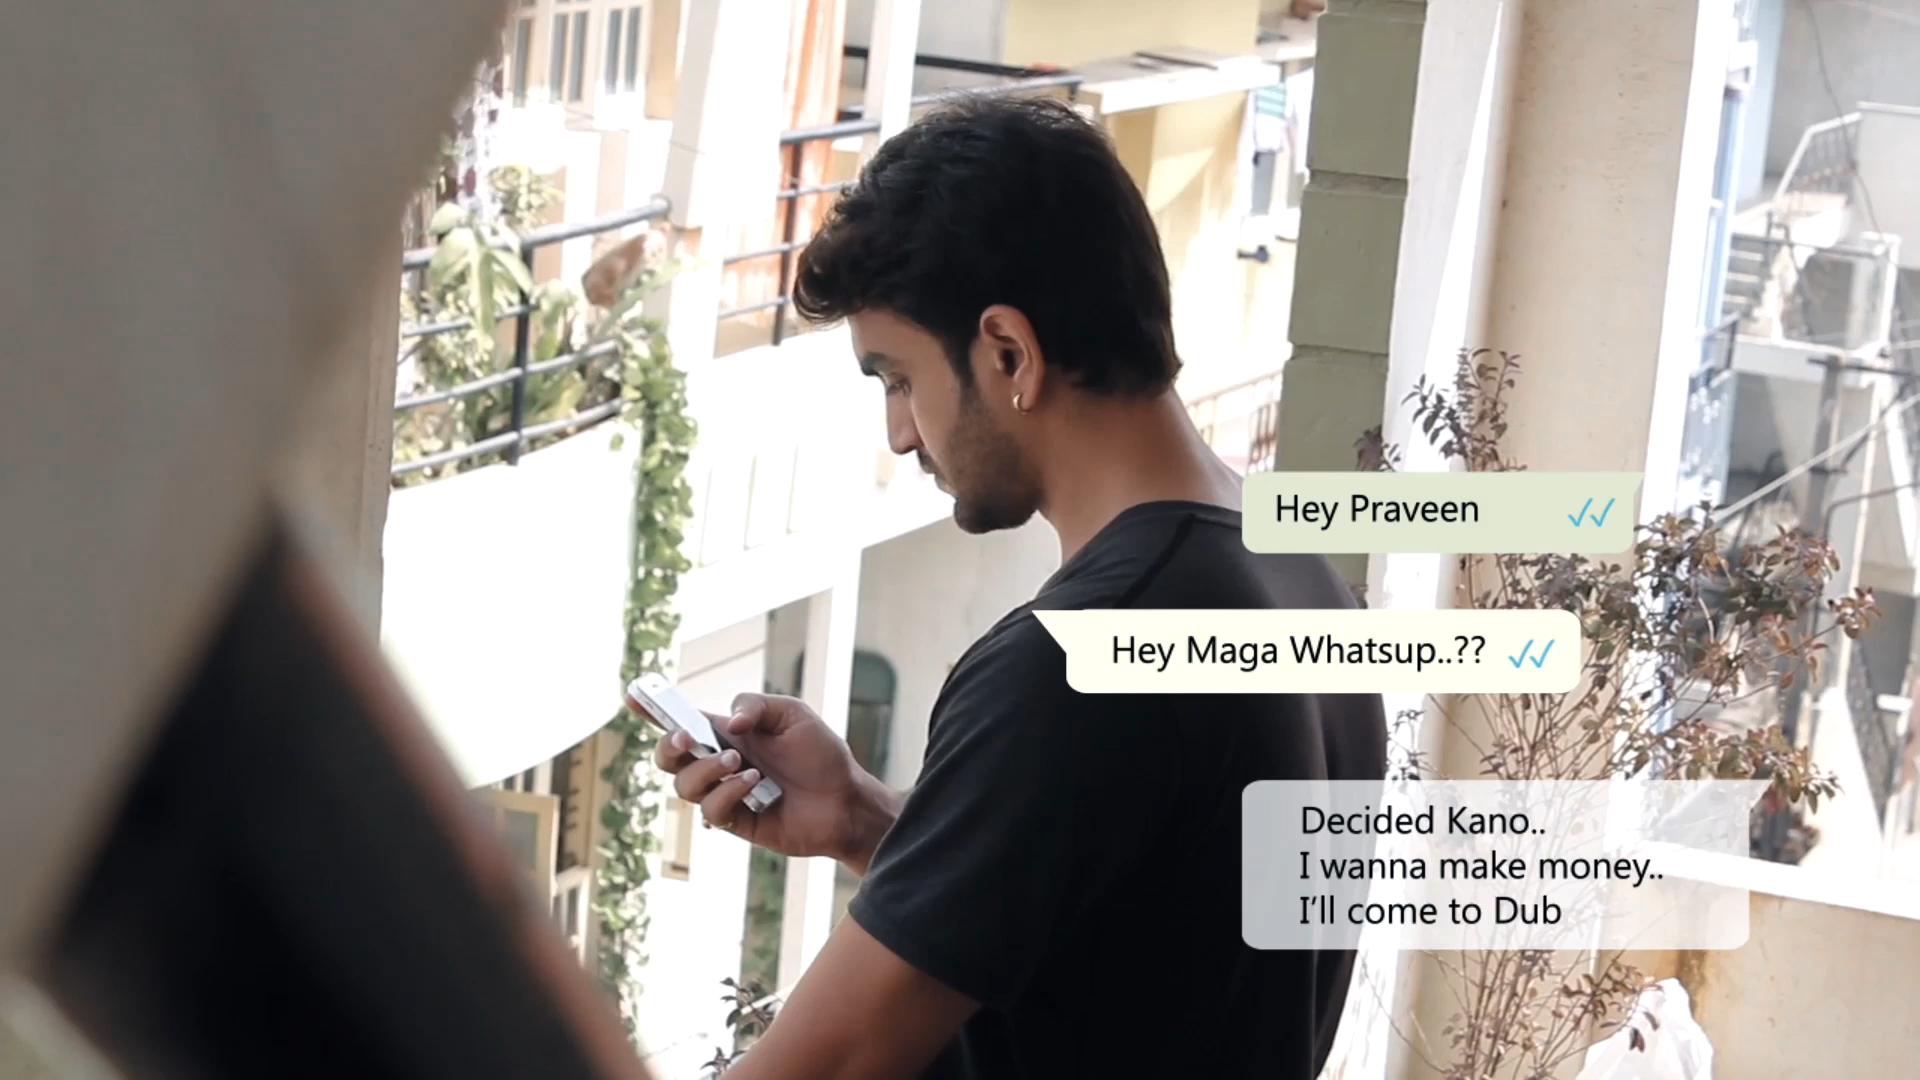 Hey Praveen
Hey Maga Whatsup..??
Decided Kano..
I wanna make money..
I'll come to Dub